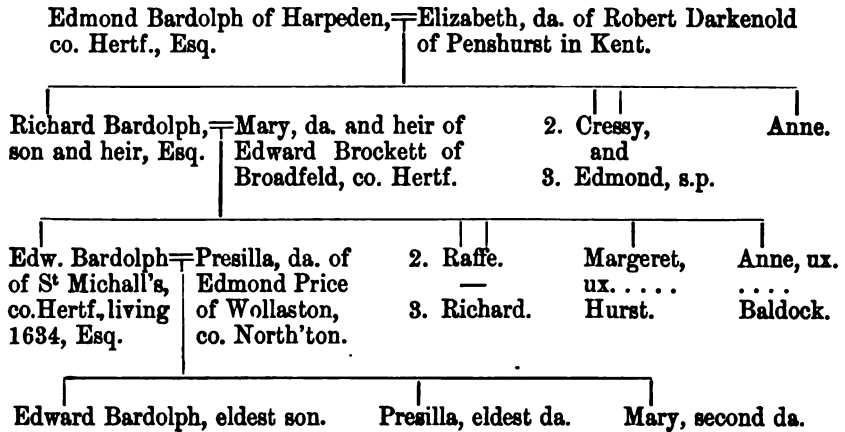 Edmond Bardolph of Harpeden,
co. Hertf., Esq.
Elizabeth, da. of Robert Darkenold
of Penshurst in Kent.
Richard Bardolph,
son and heir, Esq.
Mary, da. and heir of
Edward Brockett of
Broadfeld, co. Hertf.
2. Cressy,
and
3. Edmond, s.p.
Anne.
Edw. Bardolph
of St Michall's,
co.Hertf., living
1634, Esq.
Presilla, da. of
Edmond Price
of Wollaston,
co. North'ton.
2. Raffe.
—
3. Richard.
Margeret,
ux. . . . .
Hurst.
Anne, ux.
. . . .
Baldock.
Edward Bardolph, eldest son.
Presilla, eldest da.
Mary, second da.